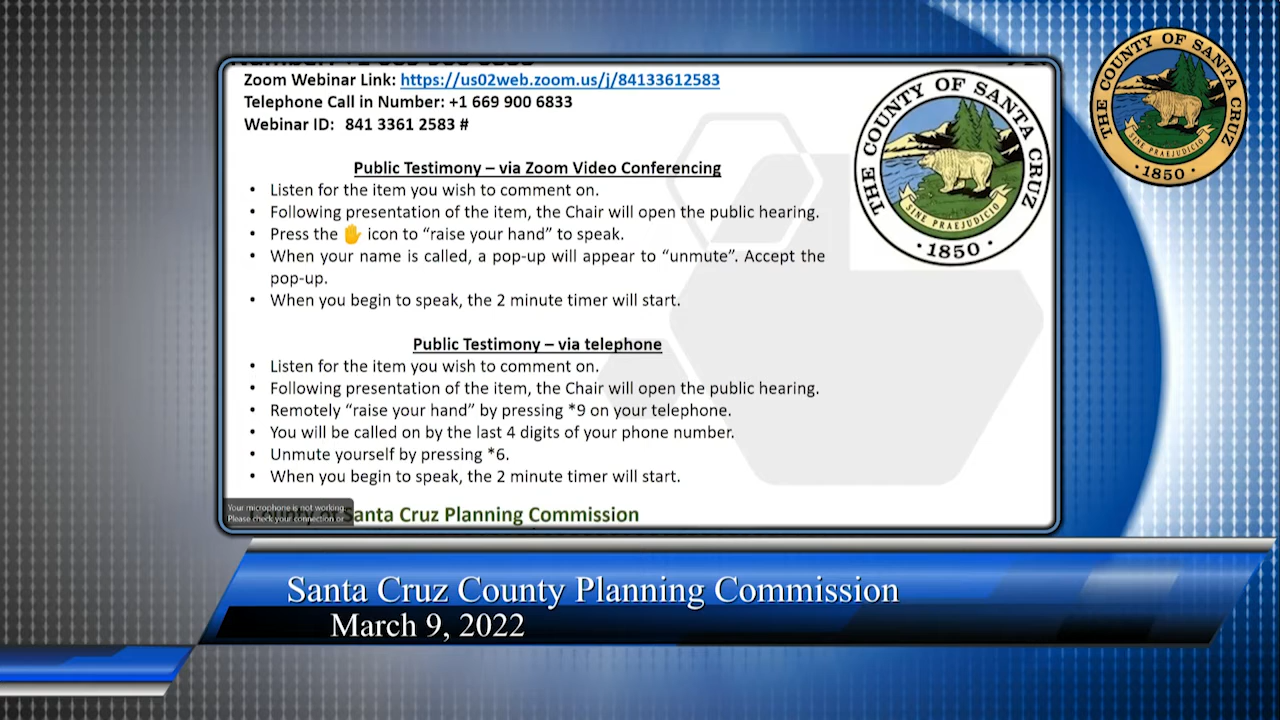 Zoom Webinar Link: https://us02web.zoom.us/j/84133612583
Telephone Call in Number: +1 669 900 6833
Webinar ID: 841 3361 2583 #
Public Testimony – via Zoom Video Conferencing
• Listen for the item you wish to comment on.
• Following presentation of the item, the Chair will open the public hearing.
• Press the ✋ icon to “raise your hand” to speak.
• When your name is called, a pop-up will appear to “unmute”. Accept the
pop-up.
• When you begin to speak, the 2 minute timer will start.
Public Testimony – via telephone
• Listen for the item you wish to comment on.
• Following presentation of the item, the Chair will open the public hearing.
• Remotely “raise your hand” by pressing *9 on your telephone.
• You will be called on by the last 4 digits of your phone number.
• Unmute yourself by pressing *6.
• When you begin to speak, the 2 minute timer will start.
Your microphone is not working.
Please check your connection or
County of Santa Cruz Planning Commission
THE COUNTY OF SANTA CRUZ
SINE PRAEJUDICIO
• 1850 •
THE COUNTY OF SANTA CRUZ
SINE PRAEJUDICIO
• 1850 •
Santa Cruz County Planning Commission
March 9, 2022